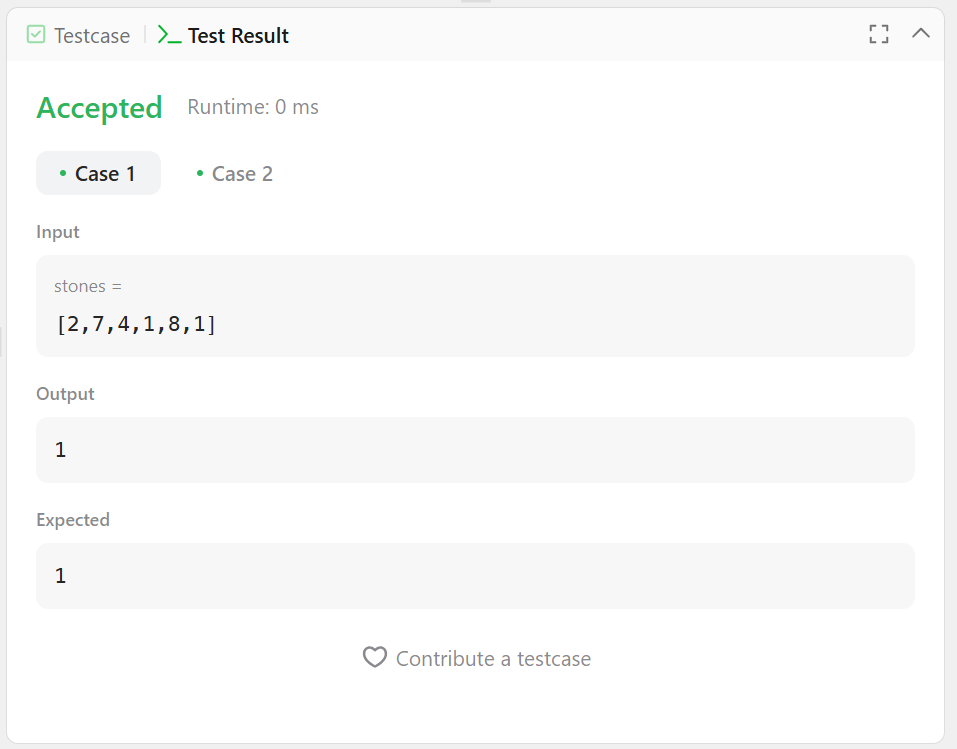 Testcase
Test Result
Accepted Runtime: 0 ms
Case 1 Case 2
Input
stones =
[2,7,4,1,8,1]
Output
1
Expected
1
Contribute a testcase